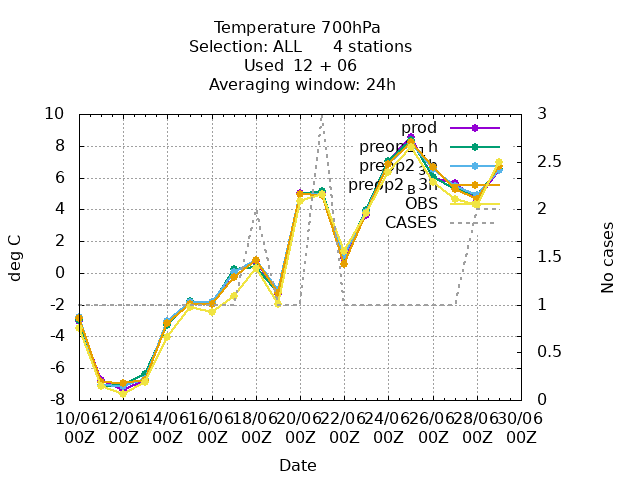 Temperature 700hPa
Selection: ALL 4 stations
Used 12 + 06
Averaging window: 24h
10
8
6
4
2
0
-2
-4
-6
-8
deg C
3
2.5
2
1.5
1
0.5
0
No cases
prod
OBS
CASES
10/06 12/06 14/06 16/06 18/06 20/06 22/06 24/06 26/06 28/06 30/06
00Z 00Z 00Z 00Z 00Z 00Z 00Z 00Z 00Z 00Z 00Z
Date